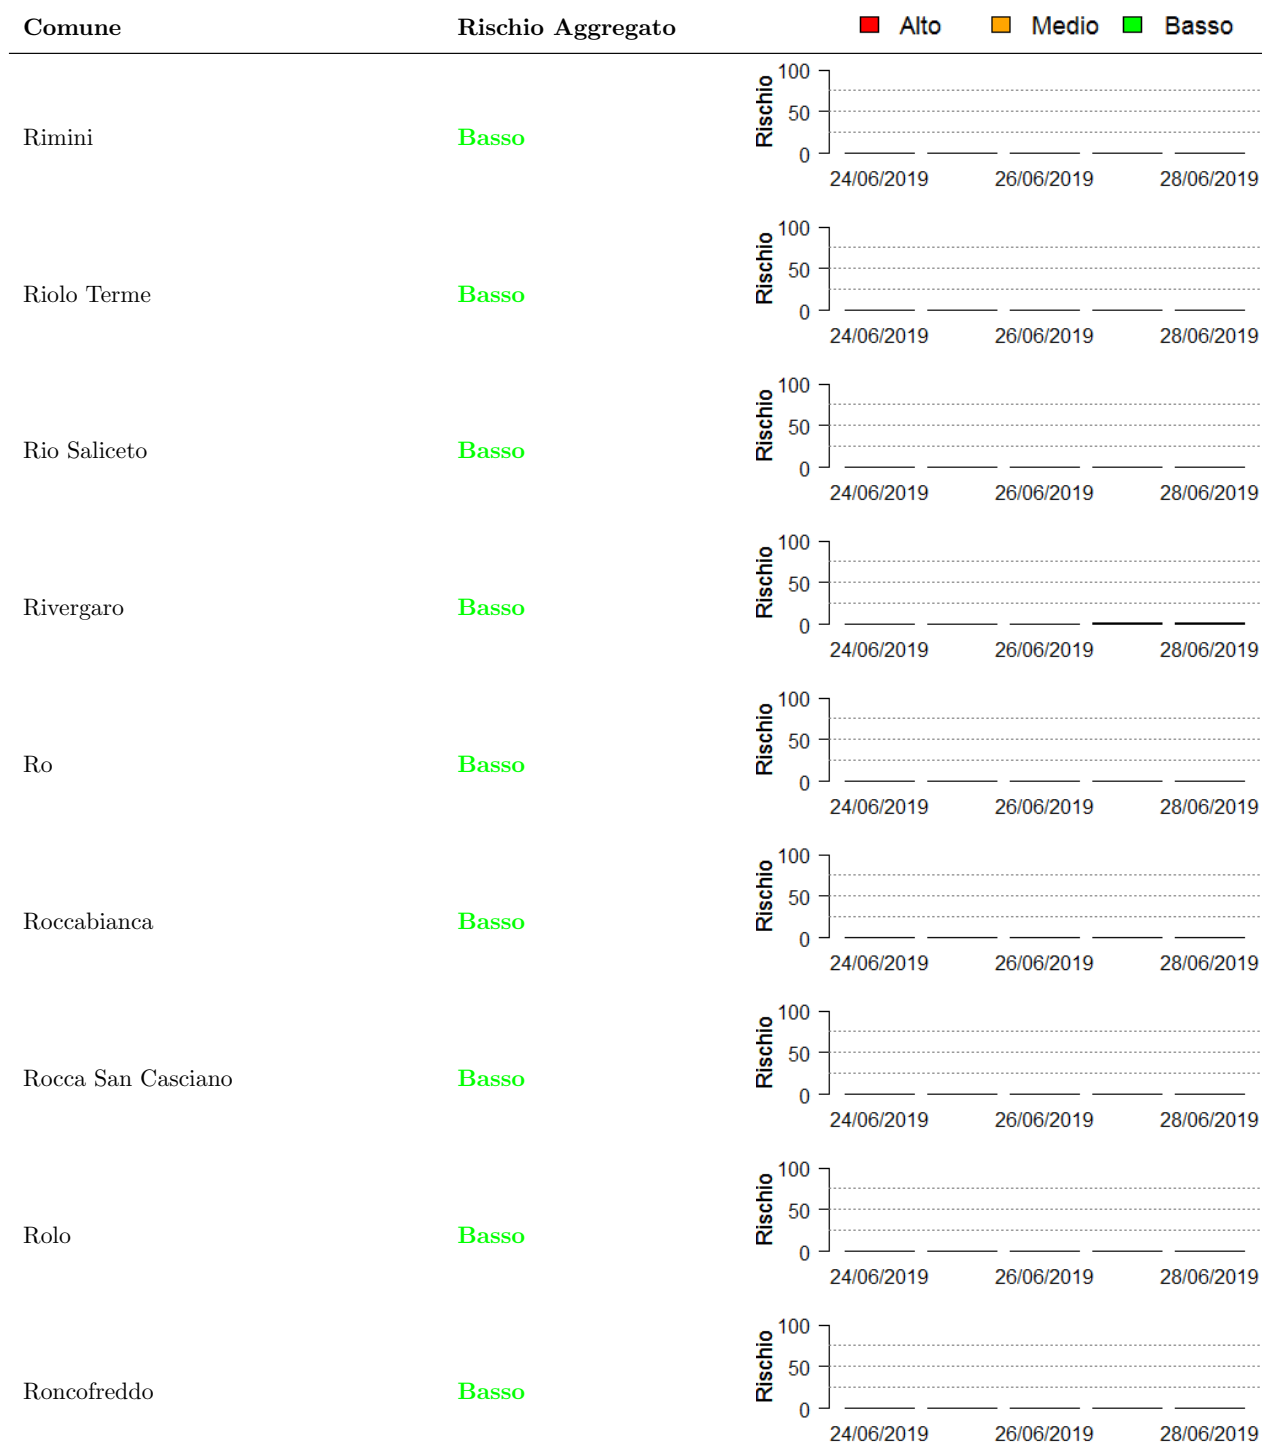 Comune Rischio Aggregato Alto Medio Basso
Rimini Basso Rischio 100 50 0
24/06/2019 26/06/2019 28/06/2019
Riolo Terme Basso Rischio 100 50 0
24/06/2019 26/06/2019 28/06/2019
Rio Saliceto Basso Rischio 100 50 0
24/06/2019 26/06/2019 28/06/2019
Rivergaro Basso Rischio 100 50 0
24/06/2019 26/06/2019 28/06/2019
Ro Basso Rischio 100 50 0
24/06/2019 26/06/2019 28/06/2019
Roccabianca Basso Rischio 100 50 0
24/06/2019 26/06/2019 28/06/2019
Rocca San Casciano Basso Rischio 100 50 0
24/06/2019 26/06/2019 28/06/2019
Rolo Basso Rischio 100 50 0
24/06/2019 26/06/2019 28/06/2019
Roncofreddo Basso Rischio 100 50 0
24/06/2019 26/06/2019 28/06/2019